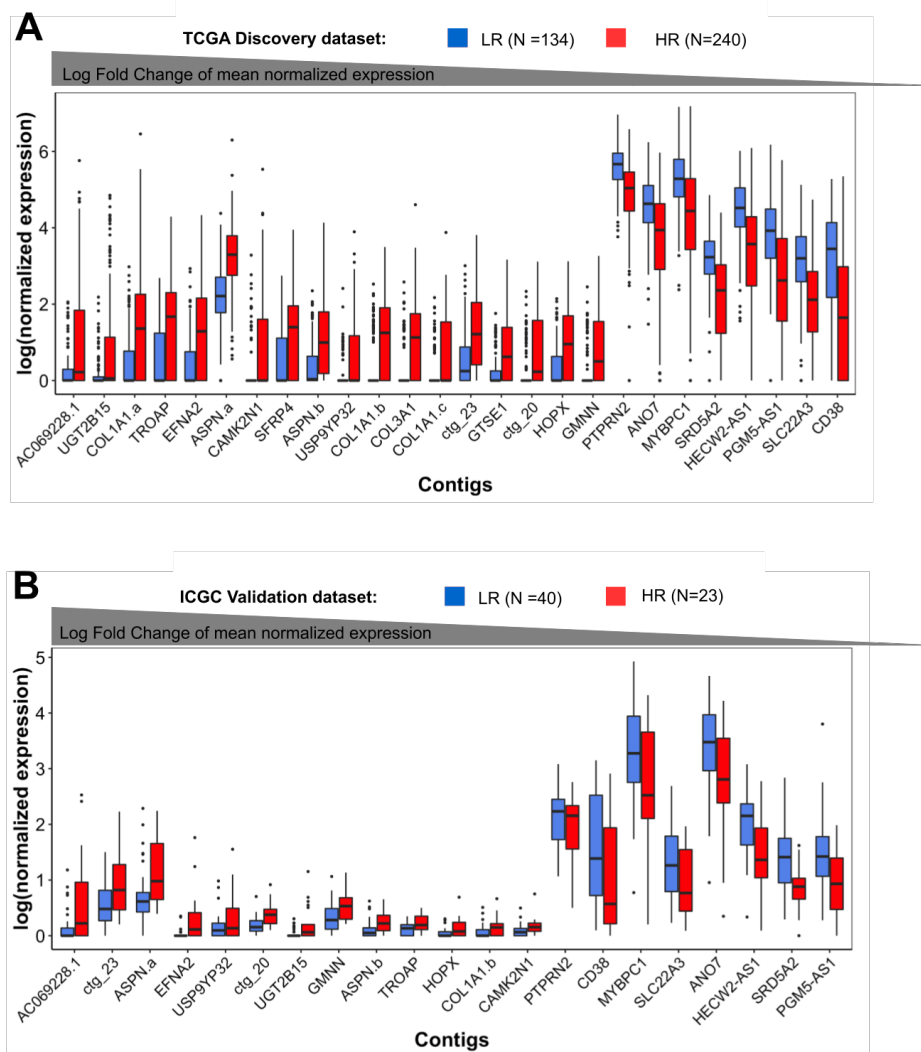 A
TCGA Discovery dataset: LR (N =134) HR (N=240)
Log Fold Change of mean normalized expression
log(normalized expression)
6
4
2
0
AC069228.1 UGT2B15 COL1A1.a TROAP EFNA2 ASPN.a CAMK2N1 SFRP4 ASPN.b USP9YP32 COL1A1.b COL3A1 COL1A1.c ctg_23 GTSE1 ctg_20 HOPX GMNN PTPRN2 ANO7 MYBPC1 SRD5A2 HECW2-AS1 PGM5-AS1 SLC22A3 CD38
Contigs
B
ICGC Validation dataset: LR (N =40) HR (N=23)
Log Fold Change of mean normalized expression
log(normalized expression)
5
4
3
2
1
0
AC069228.1 ctg_23 ASPN.a EFNA2 USP9YP32 ctg_20 UGT2B15 GMNN ASPN.b TROAP HOPX COL1A1.b CAMK2N1 PTPRN2 CD38 MYBPC1 SLC22A3 ANO7 HECW2-AS1 SRD5A2 PGM5-AS1
Contigs